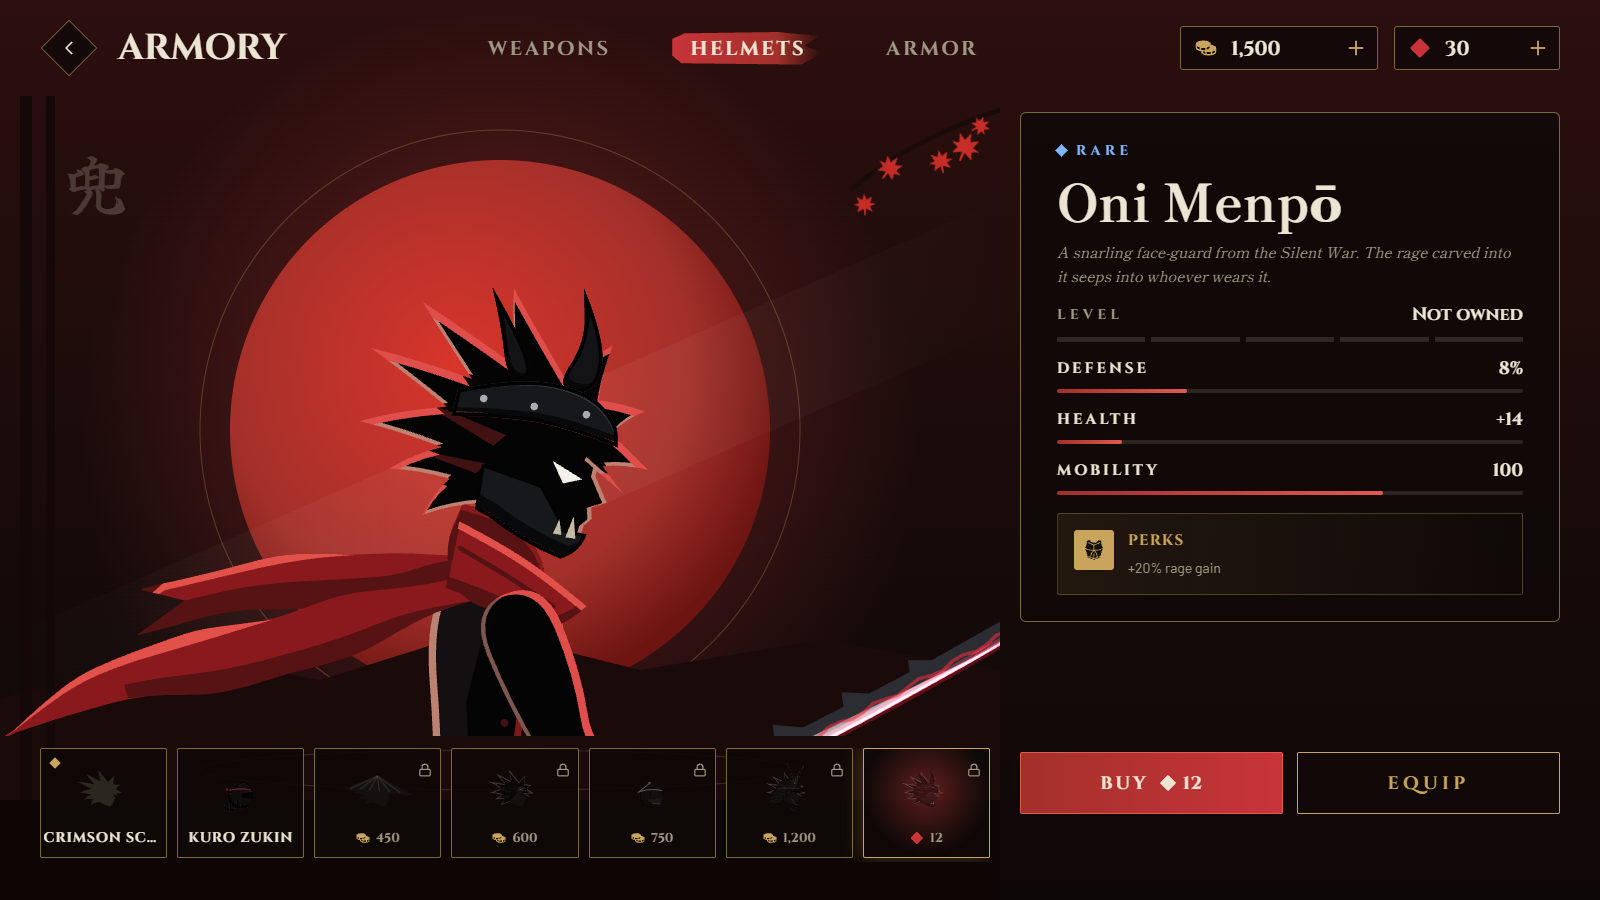 ARMORY
WEAPONS
HELMETS
ARMOR
1,500 +
30 +
兜
RARE
Oni Menpō
A snarling face-guard from the Silent War. The rage carved into
it seeps into whoever wears it.
LEVEL NOT OWNED
DEFENSE 8%
HEALTH +14
MOBILITY 100
PERKS
+20% rage gain
CRIMSON SC...
KURO ZUKIN
450
600
750
1,200
12
BUY 12
EQUIP